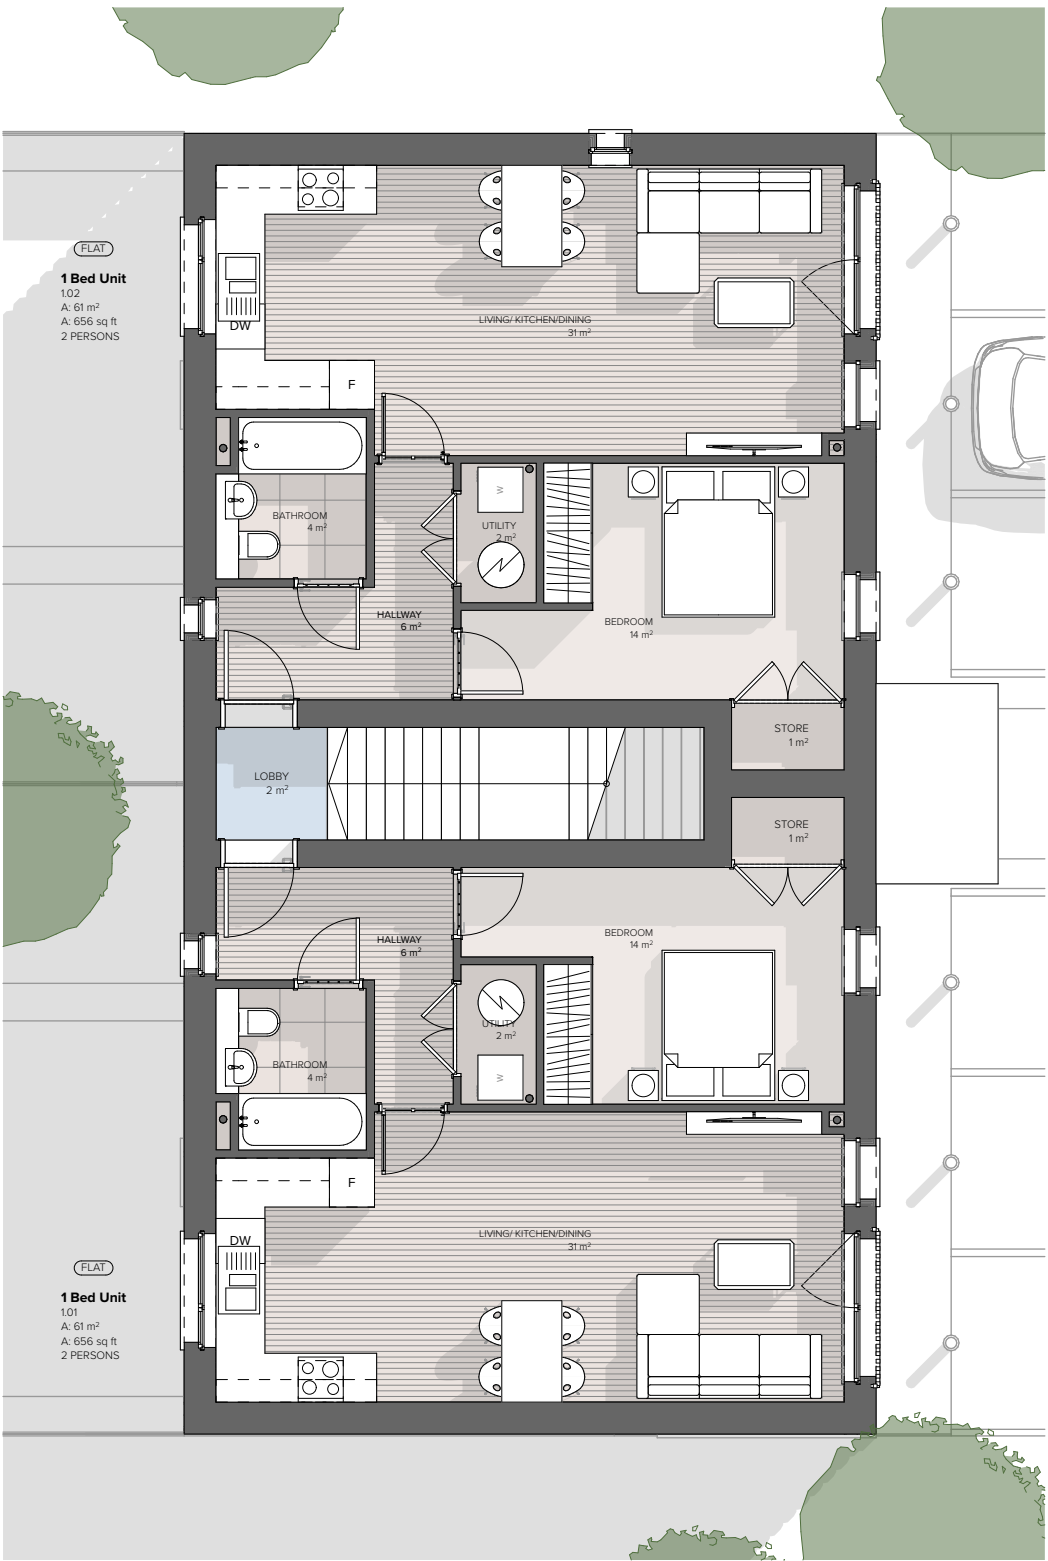 FLAT
1 Bed Unit
1.02
A: 61 m²
A: 656 sq ft
2 PERSONS
DW
LIVING/ KITCHEN/DINING
31 m²
F
BATHROOM
4 m²
W
UTILITY
2 m²
HALLWAY
6 m²
BEDROOM
14 m²
STORE
1 m²
LOBBY
2 m²
STORE
1 m²
HALLWAY
6 m²
BEDROOM
14 m²
UTILITY
2 m²
W
BATHROOM
4 m²
F
DW
LIVING/ KITCHEN/DINING
31 m²
FLAT
1 Bed Unit
1.01
A: 61 m²
A: 656 sq ft
2 PERSONS